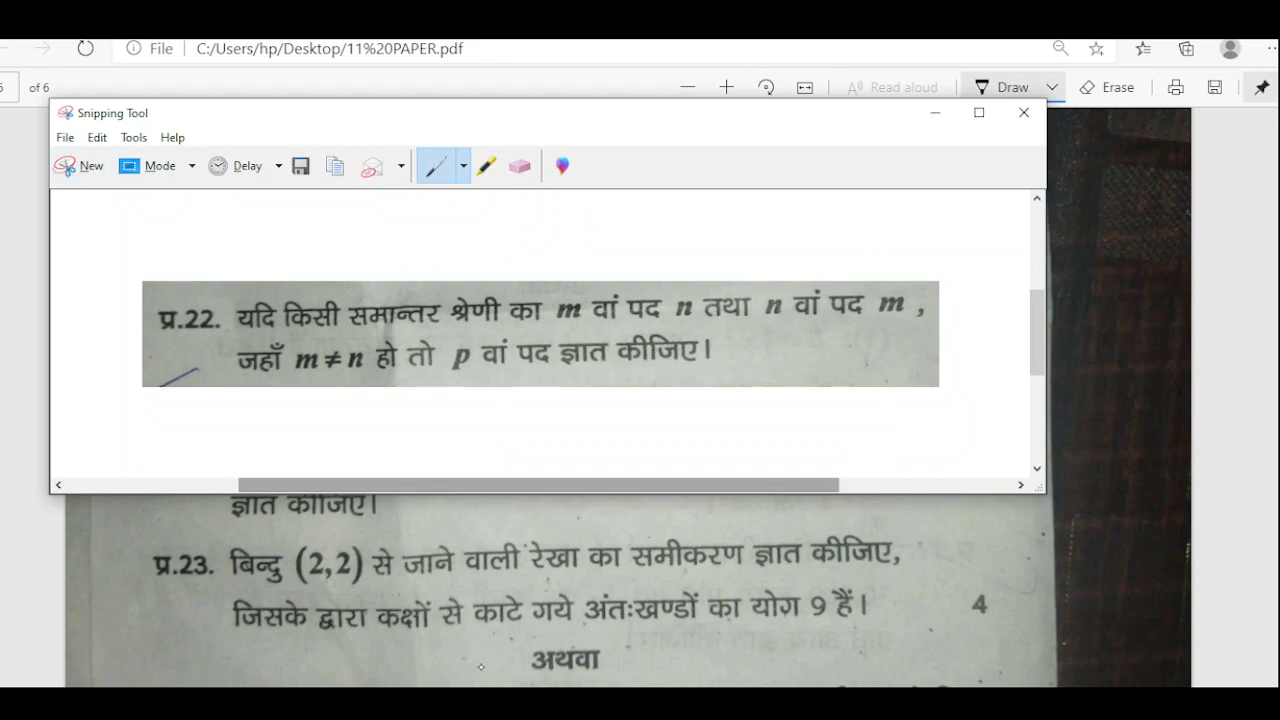 File C:/Users/hp/Desktop/11%20PAPER.pdf
of 6 Read aloud Draw Erase
Snipping Tool
File Edit Tools Help
New Mode Delay
प्र.22. यदि किसी समान्तर श्रेणी का m वां पद n तथा n वां पद m ,
जहाँ m ≠ n हो तो p वां पद ज्ञात कीजिए।
ज्ञात कीजिए।
प्र.23. बिन्दु (2,2) से जाने वाली रेखा का समीकरण ज्ञात कीजिए,
जिसके द्वारा कक्षों से काटे गये अंतःखण्डों का योग 9 हैं। 4
अथवा